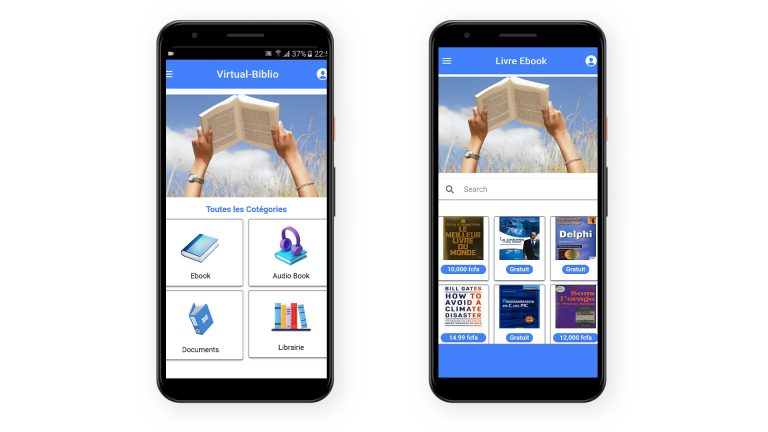 37% 22:5
Virtual-Biblio
Toutes les Cotégories
Ebook
Audio Book
Documents
Librairie
Livre Ebook
Search
LE
MEILLEUR
LIVRE
DU
MONDE
Delphi
10,000 fcfa
Gratuit
Gratuit
BILL GATES
HOW TO
AVOID A
CLIMATE
DISASTER
PROGRAMMATION
EN C DES PIC
Sous
l'orage
14.99 fcfa
Gratuit
12,000 fcfa